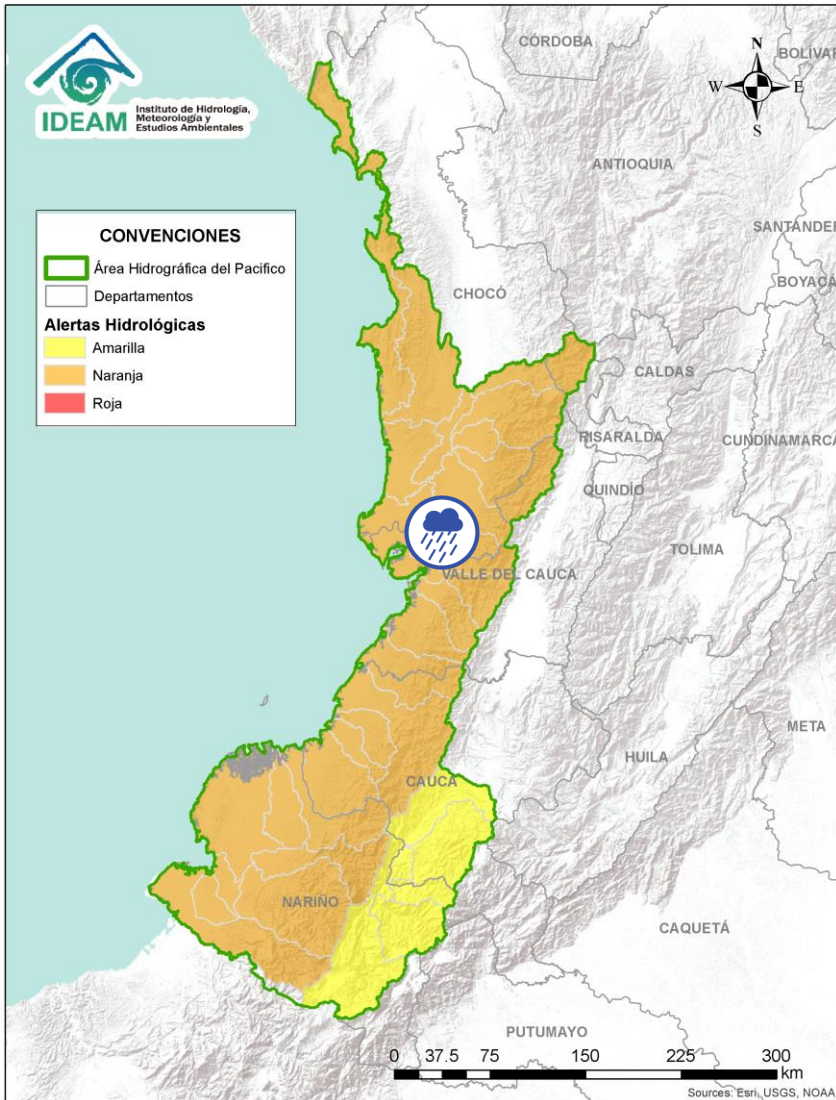 IDEAM
Instituto de Hidrología,
Meteorología y
Estudios Ambientales
CÓRDOBA
BOLÍVAR
N
W
E
S
ANTIOQUIA
SANTANDER
BOYACÁ
CONVENCIONES
Área Hidrográfica del Pacifico
Departamentos
Alertas Hidrológicas
Amarilla
Naranja
Roja
CHOCÓ
CALDAS
RISARALDA
CUNDINAMARCA
QUINDÍO
TOLIMA
VALLE DEL CAUCA
META
HUILA
CAUCA
NARIÑO
CAQUETÁ
PUTUMAYO
0 37.5 75 150 225 300
km
Sources: Esri, USGS, NOAA